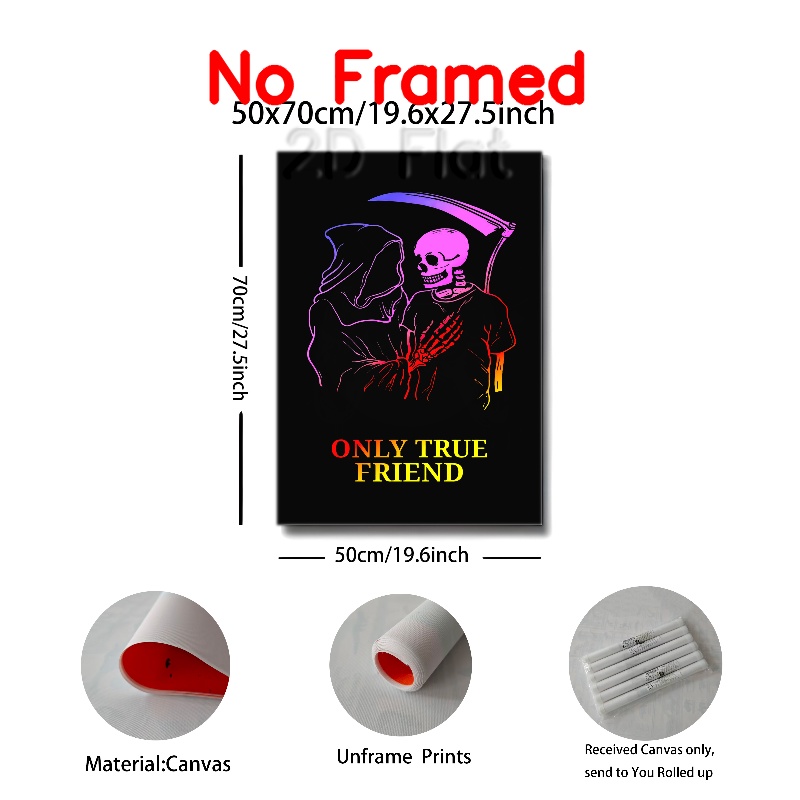 No Framed
50x70cm/19.6x27.5inch
2D Flat
70cm/27.5inch
ONLY TRUE
FRIEND
50cm/19.6inch
Material:Canvas
Unframe Prints
Received Canvas only,
send to You Rolled up